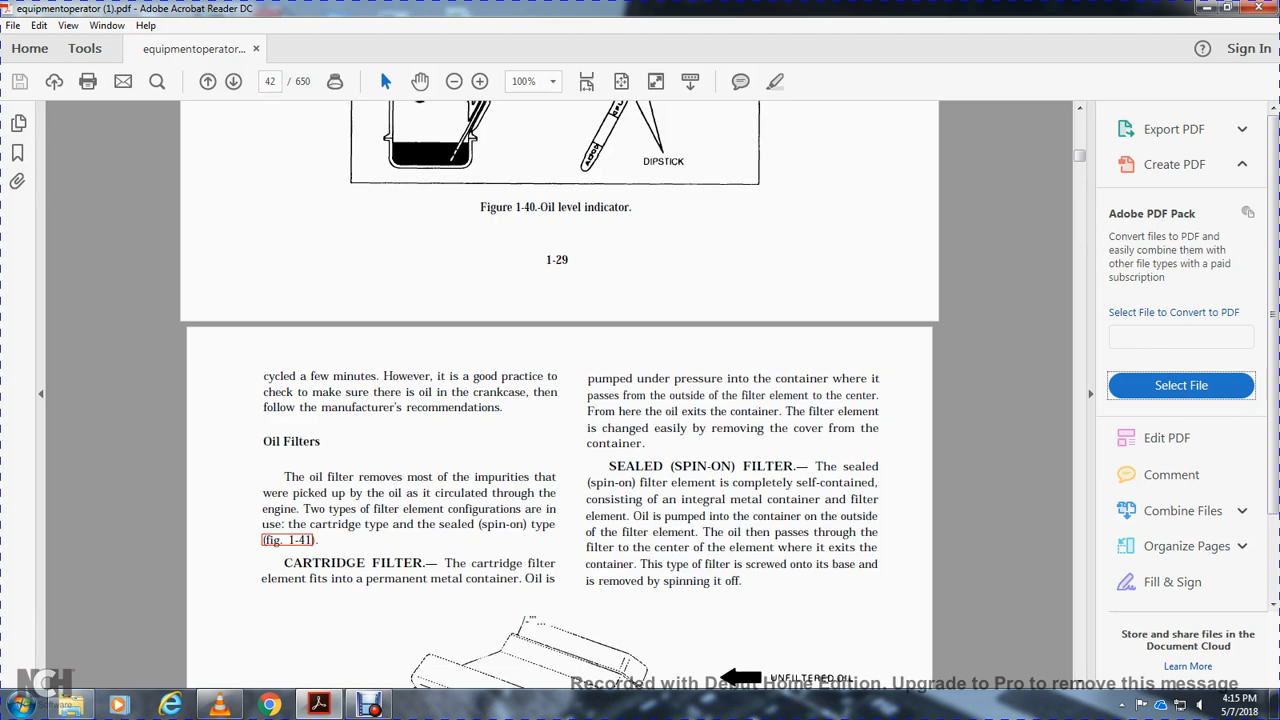 equipmentoperator (1).pdf - Adobe Acrobat Reader DC
File Edit View Window Help
Home Tools equipmentoperator... × Sign In
42 / 650 100%
DIPSTICK
Figure 1-40.-Oil level indicator.
1-29
cycled a few minutes. However, it is a good practice to
check to make sure there is oil in the crankcase, then
follow the manufacturer's recommendations.
Oil Filters
The oil filter removes most of the impurities that
were picked up by the oil as it circulated through the
engine. Two types of filter element configurations are in
use: the cartridge type and the sealed (spin-on) type
(fig. 1-41).
CARTRIDGE FILTER.— The cartridge filter
element fits into a permanent metal container. Oil is
pumped under pressure into the container where it
passes from the outside of the filter element to the center.
From here the oil exits the container. The filter element
is changed easily by removing the cover from the
container.
SEALED (SPIN-ON) FILTER.— The sealed
(spin-on) filter element is completely self-contained,
consisting of an integral metal container and filter
element. Oil is pumped into the container on the outside
of the filter element. The oil then passes through the
filter to the center of the element where it exits the
container. This type of filter is screwed onto its base and
is removed by spinning it off.
UNFILTERED OIL
Export PDF
Create PDF
Adobe PDF Pack
Convert files to PDF and
easily combine them with
other file types with a paid
subscription
Select File to Convert to PDF
Select File
Edit PDF
Comment
Combine Files
Organize Pages
Fill & Sign
Store and share files in the
Document Cloud
Learn More
NCH
Software
4:15 PM
5/7/2018